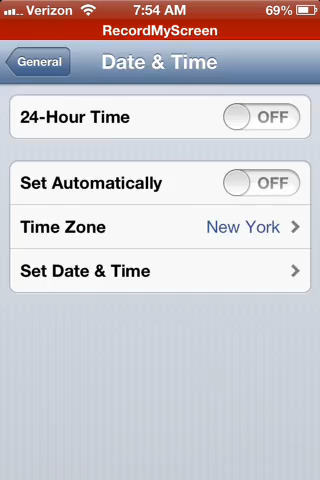 Verizon 7:54 AM 69%
RecordMyScreen
General Date & Time
24-Hour Time OFF
Set Automatically OFF
Time Zone New York
Set Date & Time